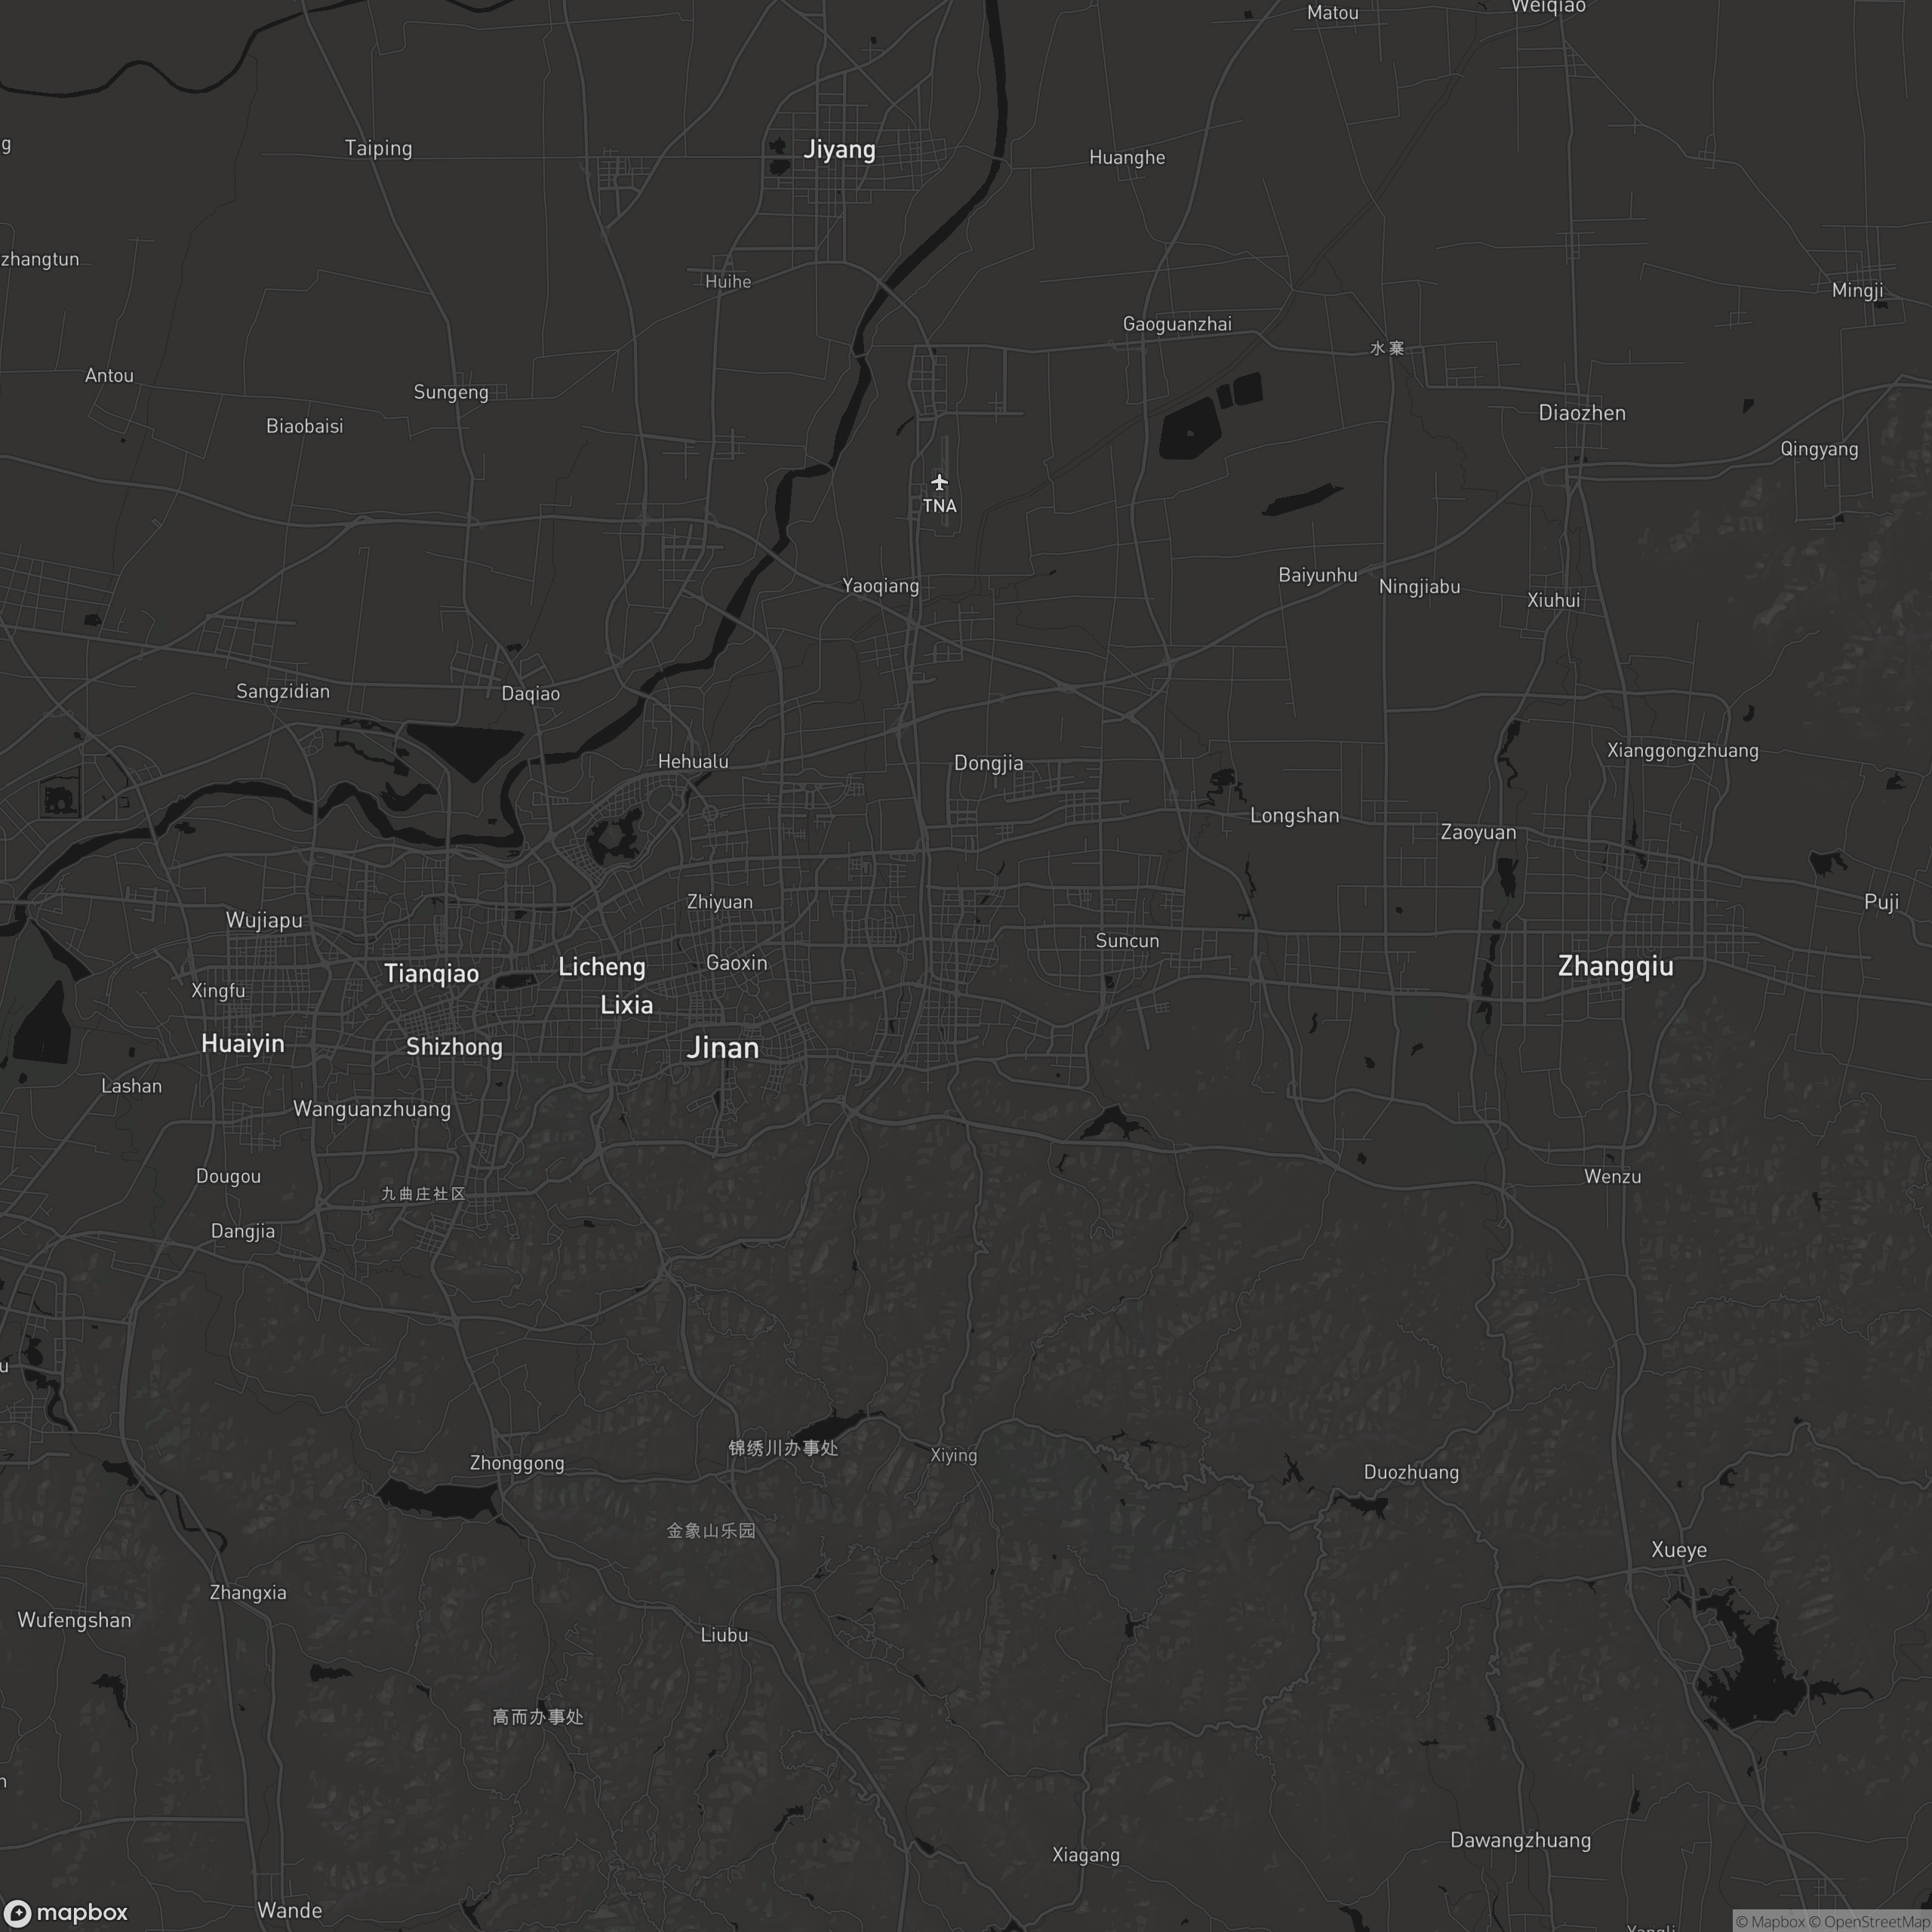 Weiqiao
Matou
g
Taiping
Jiyang
Huanghe
zhangtun
Huihe
Mingji
Gaoguanzhai
水寨
Antou
Sungeng
Biaobaisi
Diaozhen
Qingyang
TNA
Yaoqiang
Baiyunhu
Ningjiabu
Xiuhui
Sangzidian
Daqiao
Hehualu
Dongjia
Xianggongzhuang
Longshan
Zaoyuan
Zhiyuan
Puji
Wujiapu
Suncun
Tianqiao
Licheng
Gaoxin
Zhangqiu
Xingfu
Lixia
Huaiyin
Shizhong
Jinan
Lashan
Wanguanzhuang
Dougou
九曲庄社区
Wenzu
Dangjia
u
锦绣川办事处
Xiying
Zhonggong
Duozhuang
金象山乐园
Xueye
Zhangxia
Wufengshan
Liubu
高而办事处
n
Dawangzhuang
Xiagang
Wande
mapbox
© Mapbox © OpenStreetMap